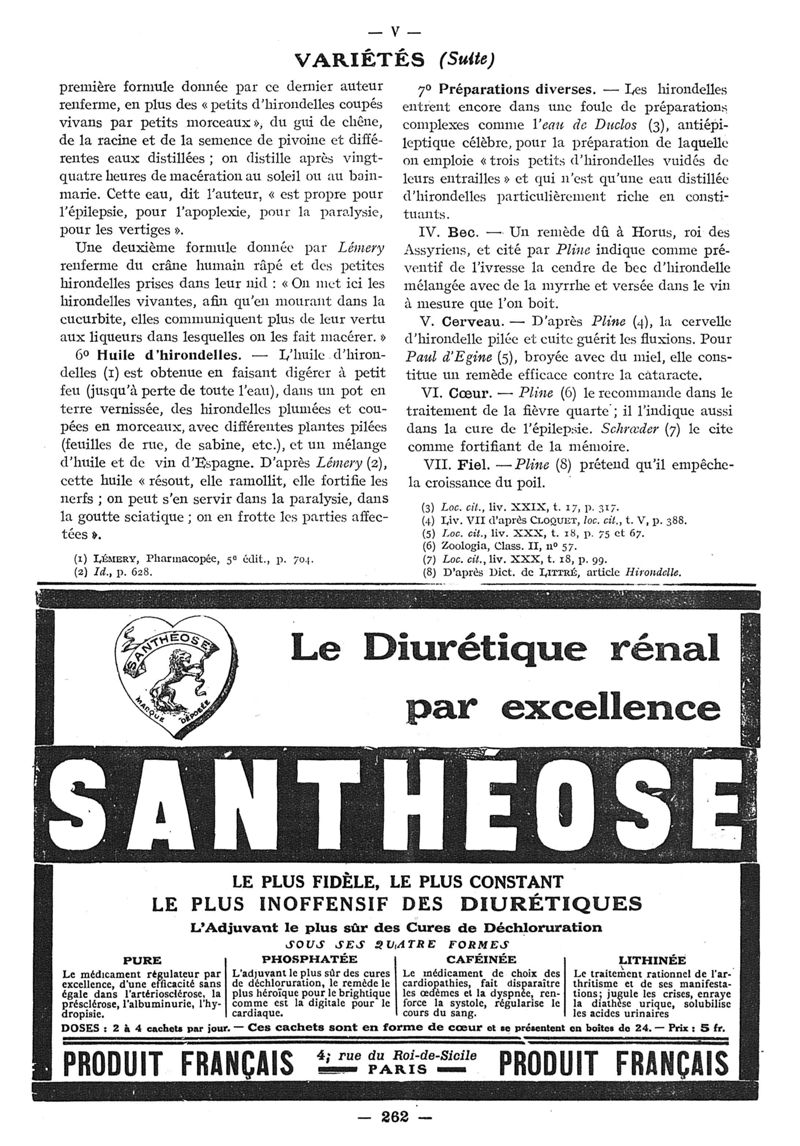 — V —
VARIÉTÉS (Suite)
première formule donnée par ce dernier auteur
renferme, en plus des « petits d'hirondelles coupés
vivans par petits morceaux », du gui de chêne,
de la racine et de la semence de pivoine et diffé-
rentes eaux distillées ; on distille après vingt-
quatre heures de macération au soleil ou au bain-
marie. Cette eau, dit l'auteur, « est propre pour
l'épilepsie, pour l'apoplexie, pour la paralysie,
pour les vertiges ».
Une deuxième formule donnée par Lémery
renferme du crâne humain râpé et des petites
hirondelles prises dans leur nid : « On met ici les
hirondelles vivantes, afin qu'en mourant dans la
cucurbite, elles communiquent plus de leur vertu
aux liqueurs dans lesquelles on les fait macérer. »
6º Huile d'hirondelles. — L'huile d'hiron-
delles (1) est obtenue en faisant digérer à petit
feu (jusqu'à perte de toute l'eau), dans un pot en
terre vernissée, des hirondelles plumées et cou-
pées en morceaux, avec différentes plantes pilées
(feuilles de rue, de sabine, etc.), et un mélange
d'huile et de vin d'Espagne. D'après Lémery (2),
cette huile « résout, elle ramollit, elle fortifie les
nerfs ; on peut s'en servir dans la paralysie, dans
la goutte sciatique ; on en frotte les parties affec-
tées ».
(1) LÉMERY, Pharmacopée, 5e édit., p. 704.
(2) Id., p. 628.
7º Préparations diverses. — Les hirondelles
entrent encore dans une foule de préparations
complexes comme l'eau de Duclos (3), antiépi-
leptique célèbre, pour la préparation de laquelle
on emploie « trois petits d'hirondelles vuidés de
leurs entrailles » et qui n'est qu'une eau distillée
d'hirondelles particulièrement riche en consti-
tuants.
IV. Bec. — Un remède dû à Horus, roi des
Assyriens, et cité par Pline indique comme pré-
ventif de l'ivresse la cendre de bec d'hirondelle
mélangée avec de la myrrhe et versée dans le vin
à mesure que l'on boit.
V. Cerveau. — D'après Pline (4), la cervelle
d'hirondelle pilée et cuite guérit les fluxions. Pour
Paul d'Egine (5), broyée avec du miel, elle cons-
titue un remède efficace contre la cataracte.
VI. Cœur. — Pline (6) le recommande dans le
traitement de la fièvre quarte ; il l'indique aussi
dans la cure de l'épilepsie. Schrœder (7) le cite
comme fortifiant de la mémoire.
VII. Fiel. — Pline (8) prétend qu'il empêche
la croissance du poil.
(3) Loc. cit., liv. XXIX, t. 17, p. 317.
(4) Liv. VII d'après CLOQUET, loc. cit., t. V, p. 388.
(5) Loc. cit., liv. XXX, t. 18, p. 75 et 67.
(6) Zoologia, Class. II, nº 57.
(7) Loc. cit., liv. XXX, t. 18, p. 99.
(8) D'après Dict. de LITTRÉ, article Hirondelle.
SANTHÉOSE
MARQUE DÉPOSÉE
Le Diurétique rénal
par excellence
SANTHEOSE
LE PLUS FIDÈLE, LE PLUS CONSTANT
LE PLUS INOFFENSIF DES DIURÉTIQUES
L'Adjuvant le plus sûr des Cures de Déchloruration
SOUS SES QUATRE FORMES
PURE
Le médicament régulateur par
excellence, d'une efficacité sans
égale dans l'artériosclérose, la
présclérose, l'albuminurie, l'hy-
dropisie.
PHOSPHATÉE
L'adjuvant le plus sûr des cures
de déchloruration, le remède le
plus héroïque pour le brightique
comme est la digitale pour le
cardiaque.
CAFÉINÉE
Le médicament de choix des
cardiopathies, fait disparaître
les œdèmes et la dyspnée, ren-
force la systole, régularise le
cours du sang.
LITHINÉE
Le traitement rationnel de l'ar-
thritisme et de ses manifesta-
tions ; jugule les crises, enraye
la diathèse urique, solubilise
les acides urinaires
DOSES : 2 à 4 cachets par jour. — Ces cachets sont en forme de cœur et se présentent en boites de 24. — Prix : 5 fr.
PRODUIT FRANÇAIS
4, rue du Roi-de-Sicile
PARIS
PRODUIT FRANÇAIS
— 262 —